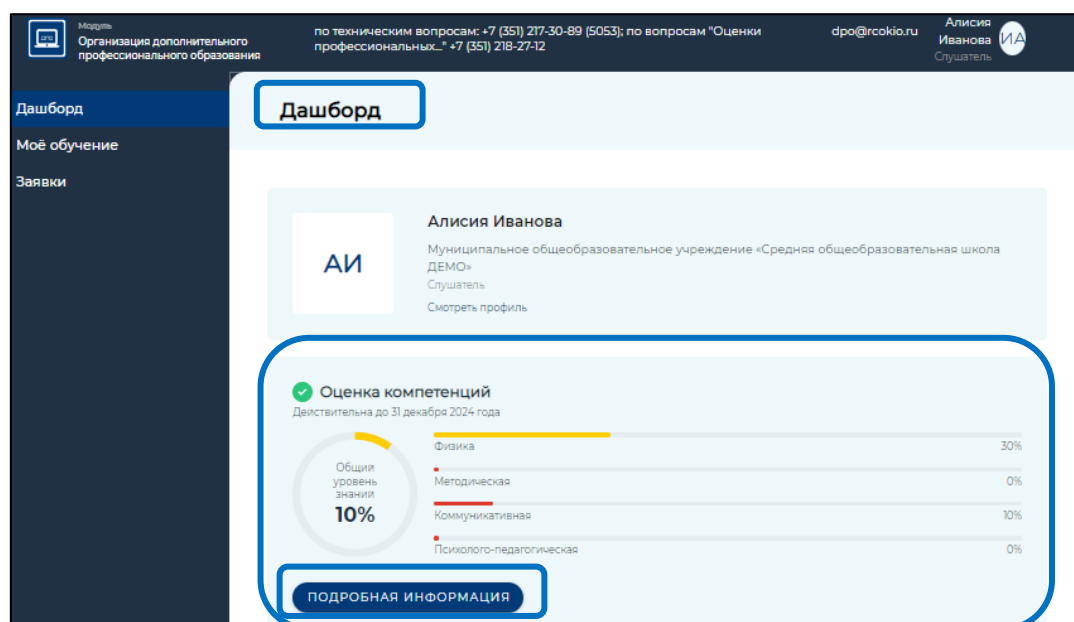 Модуль
Организация дополнительного
профессионального образования
по техническим вопросам: +7 (351) 217-30-89 (5053); по вопросам "Оценки
профессиональных..." +7 (351) 218-27-12
dpo@rcokio.ru
Алисия
Иванова
Слушатель
ИА
Дашборд
Моё обучение
Заявки
Дашборд
АИ
Алисия Иванова
Муниципальное общеобразовательное учреждение «Средняя общеобразовательная школа
ДЕМО»
Слушатель
Смотреть профиль
Оценка компетенций
Действительна до 31 декабря 2024 года
Общий
уровень
знаний
10%
Физика 30%
Методическая 0%
Коммуникативная 10%
Психолого-педагогическая 0%
ПОДРОБНАЯ ИНФОРМАЦИЯ